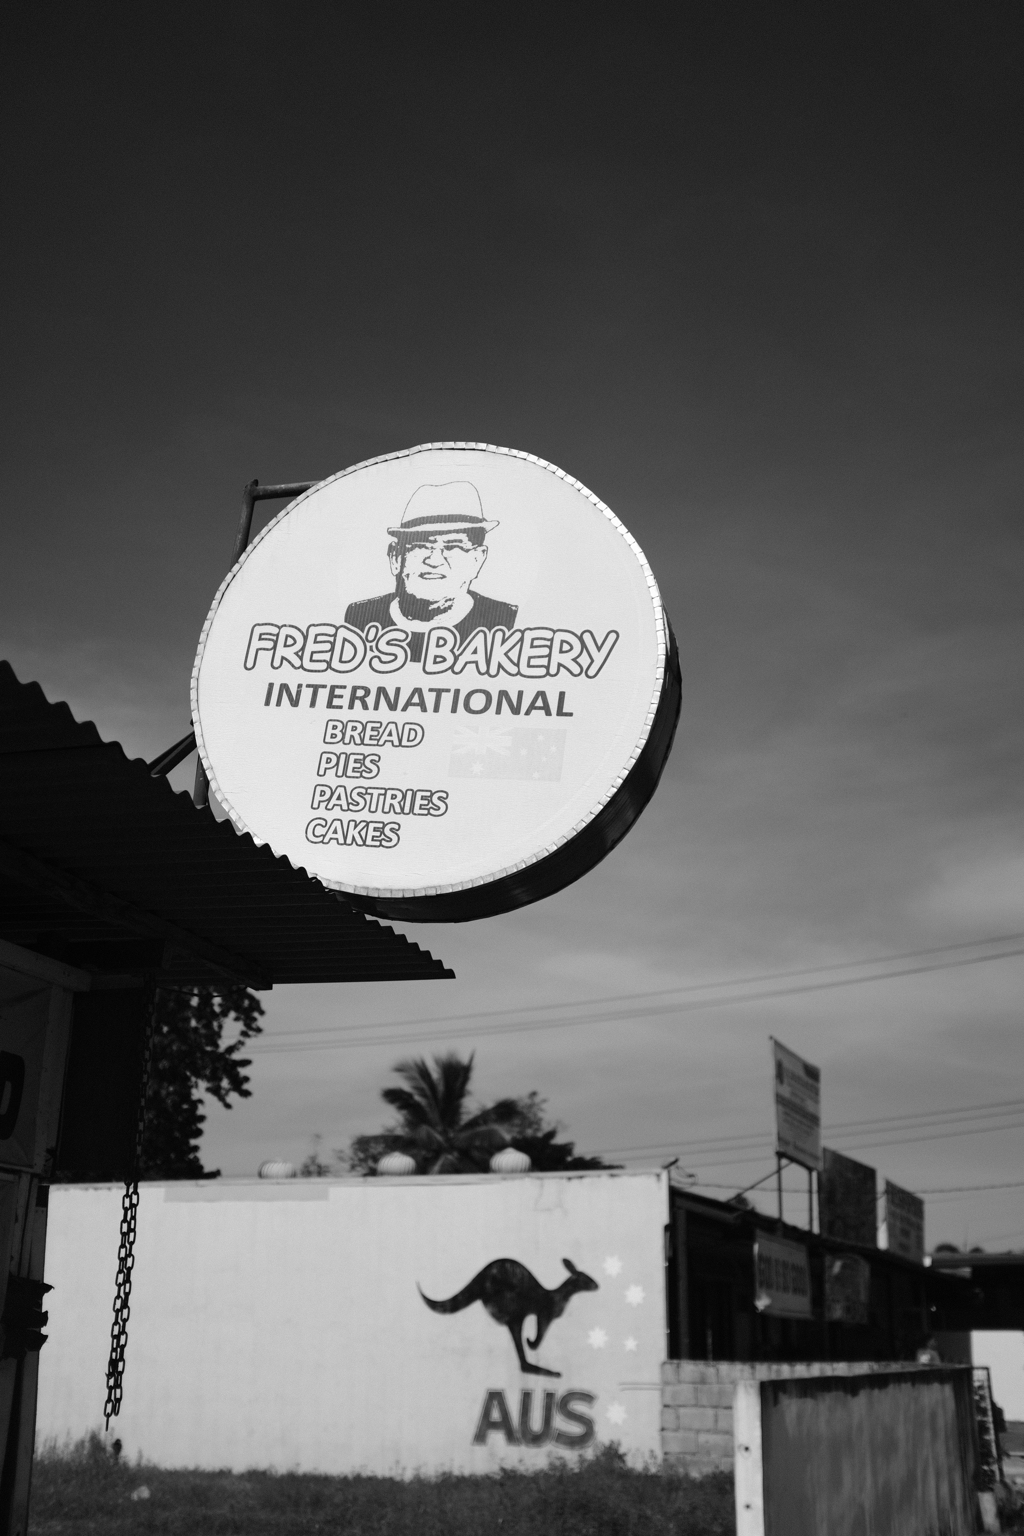 FRED'S BAKERY
INTERNATIONAL
BREAD
PIES
PASTRIES
CAKES
AUS